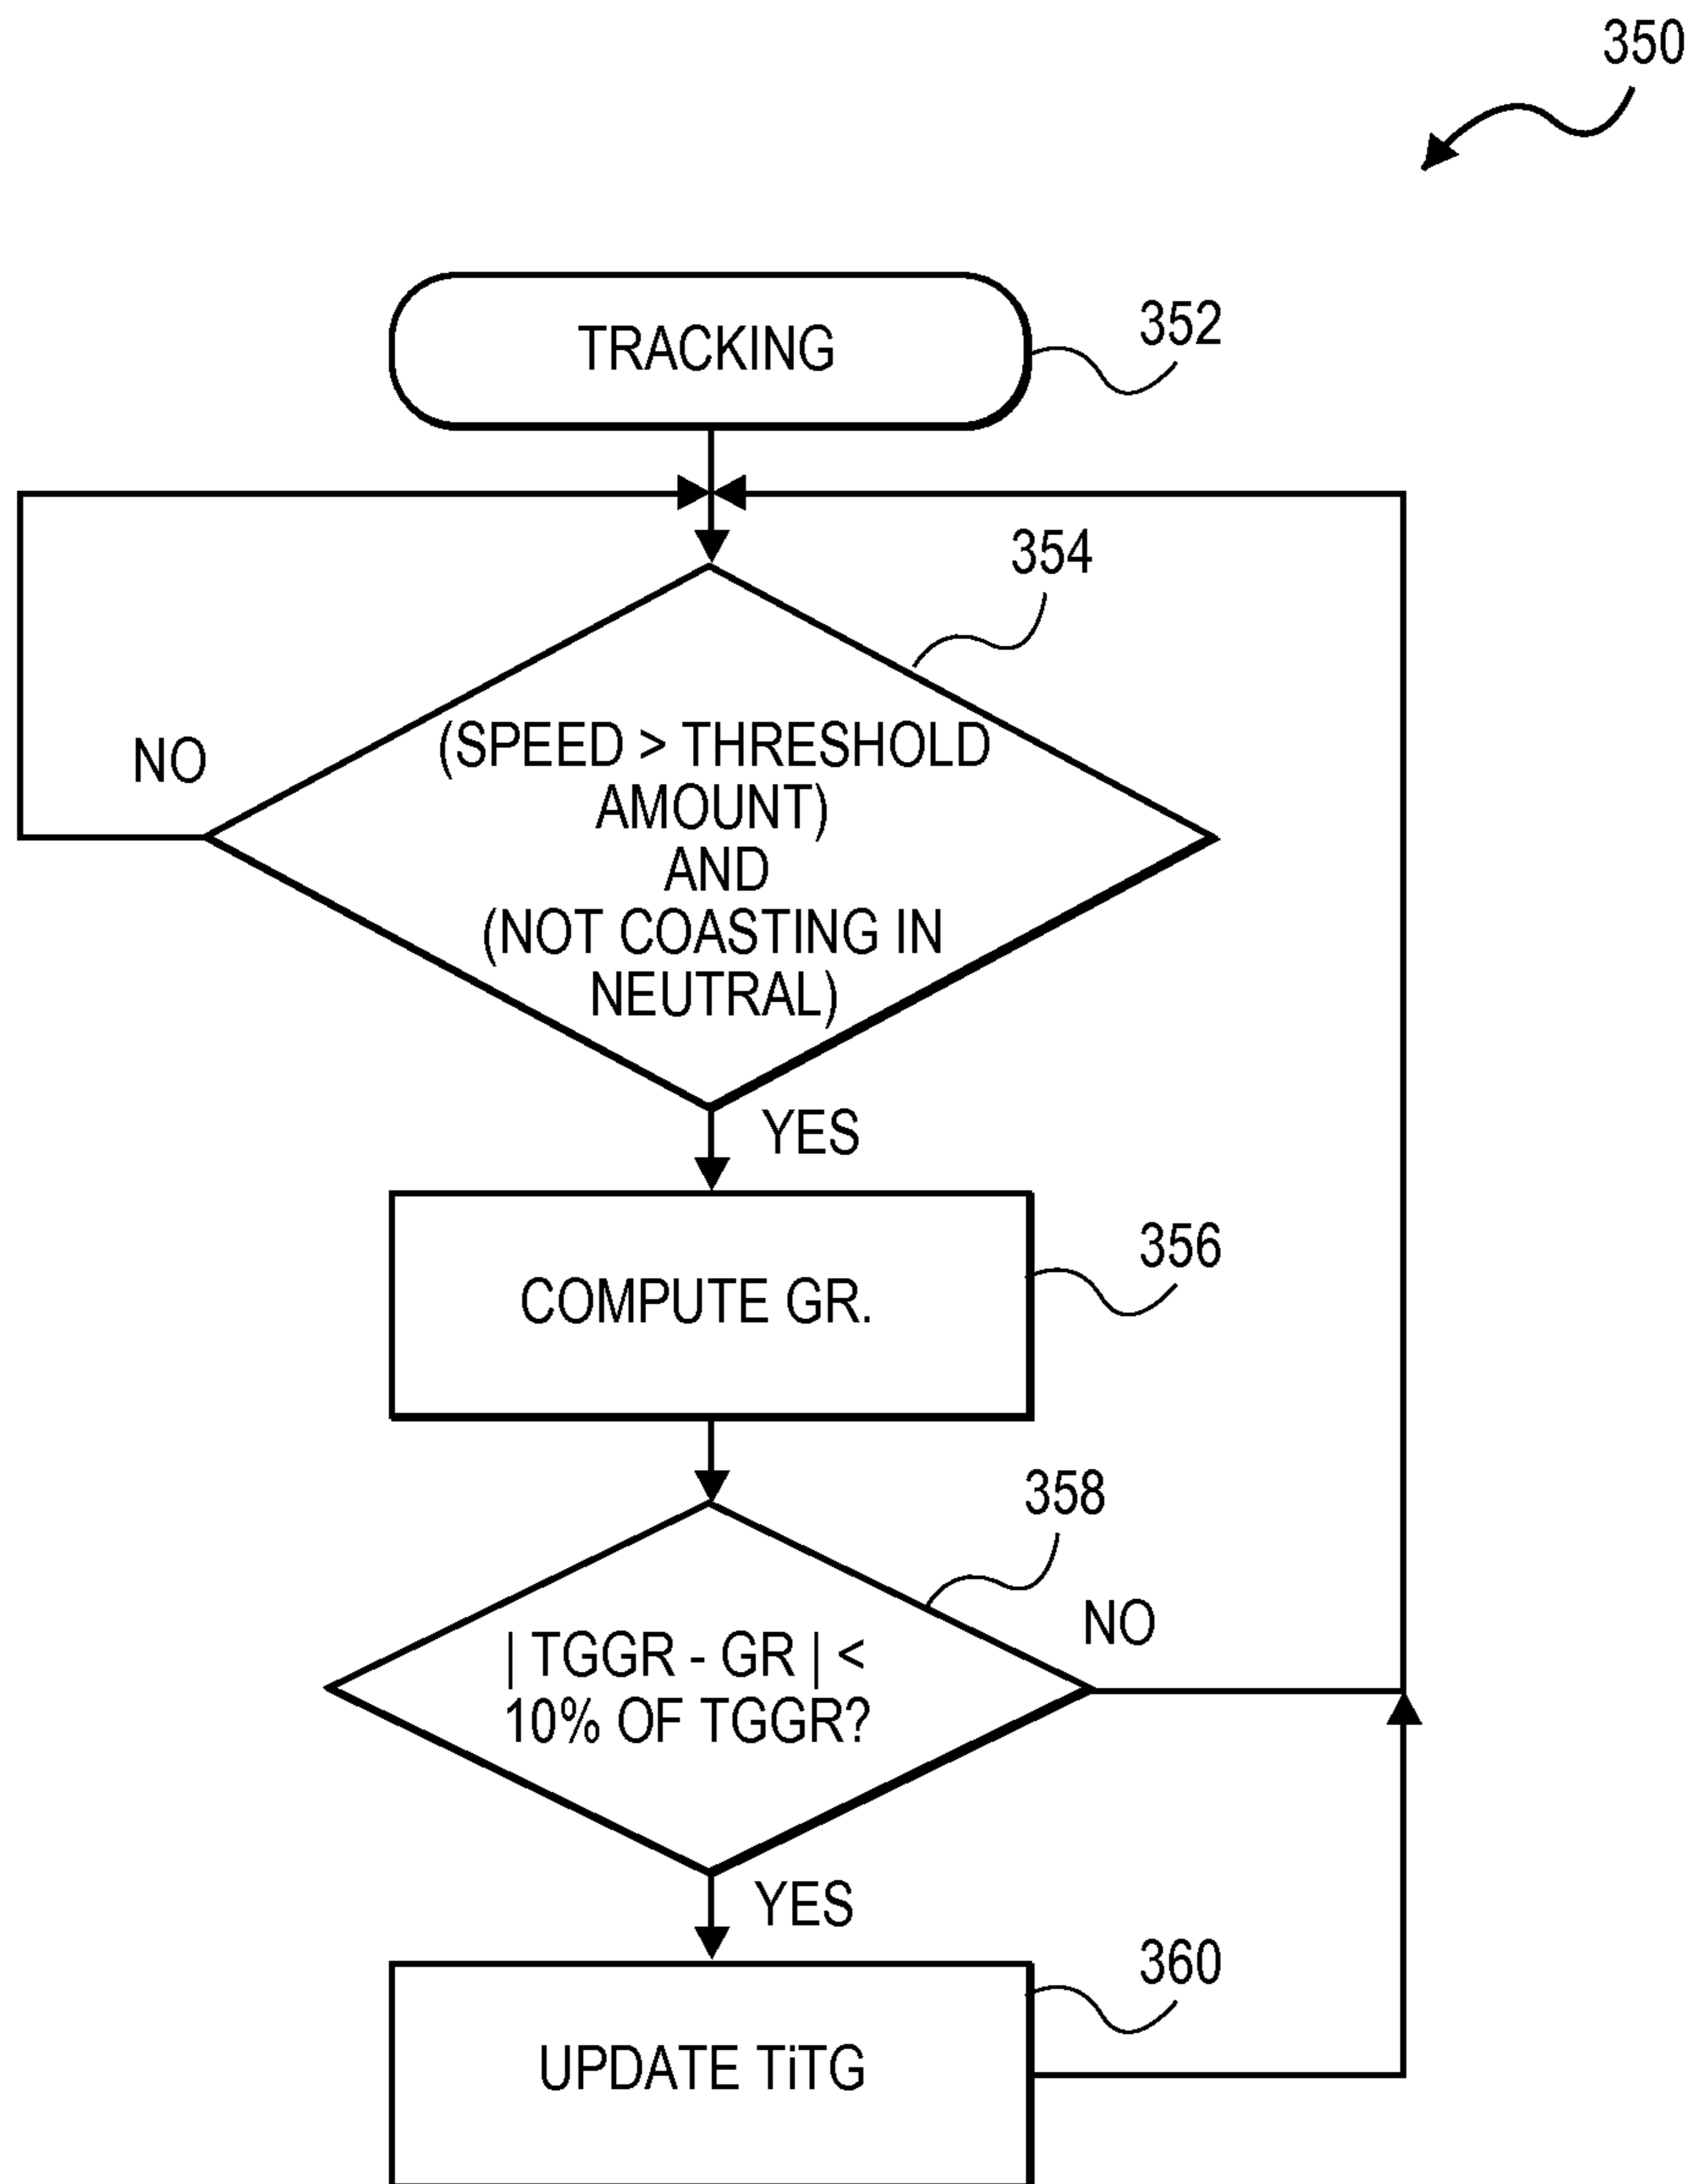 350
TRACKING
352
354
(SPEED > THRESHOLD
AMOUNT)
AND
(NOT COASTING IN
NEUTRAL)
NO
YES
COMPUTE GR.
356
358
| TGGR - GR | <
10% OF TGGR?
NO
YES
360
UPDATE TiTG